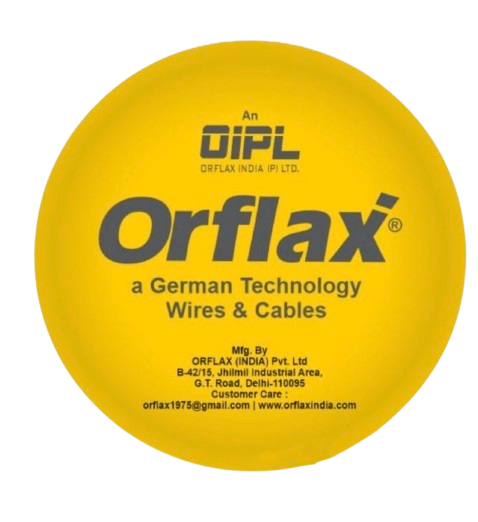 An
OIPL
ORFLAX INDIA (P) LTD.
Orflax®
a German Technology
Wires & Cables
Mfg. By
ORFLAX (INDIA) Pvt. Ltd
B-42/15, Jhilmil Industrial Area,
G.T. Road, Delhi-110095
Customer Care :
orflax1975@gmail.com | www.orflaxindia.com